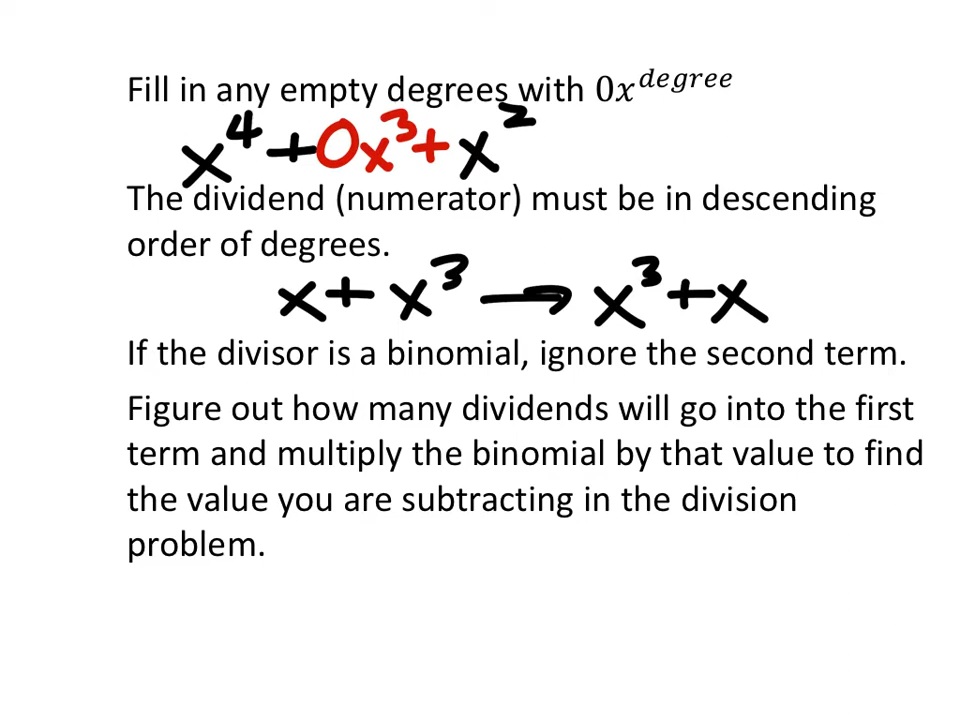 Fill in any empty degrees with 0x^degree
x^4 + 0x^3 + x^2
The dividend (numerator) must be in descending
order of degrees.
x + x^3 → x^3 + x
If the divisor is a binomial, ignore the second term.
Figure out how many dividends will go into the first
term and multiply the binomial by that value to find
the value you are subtracting in the division
problem.